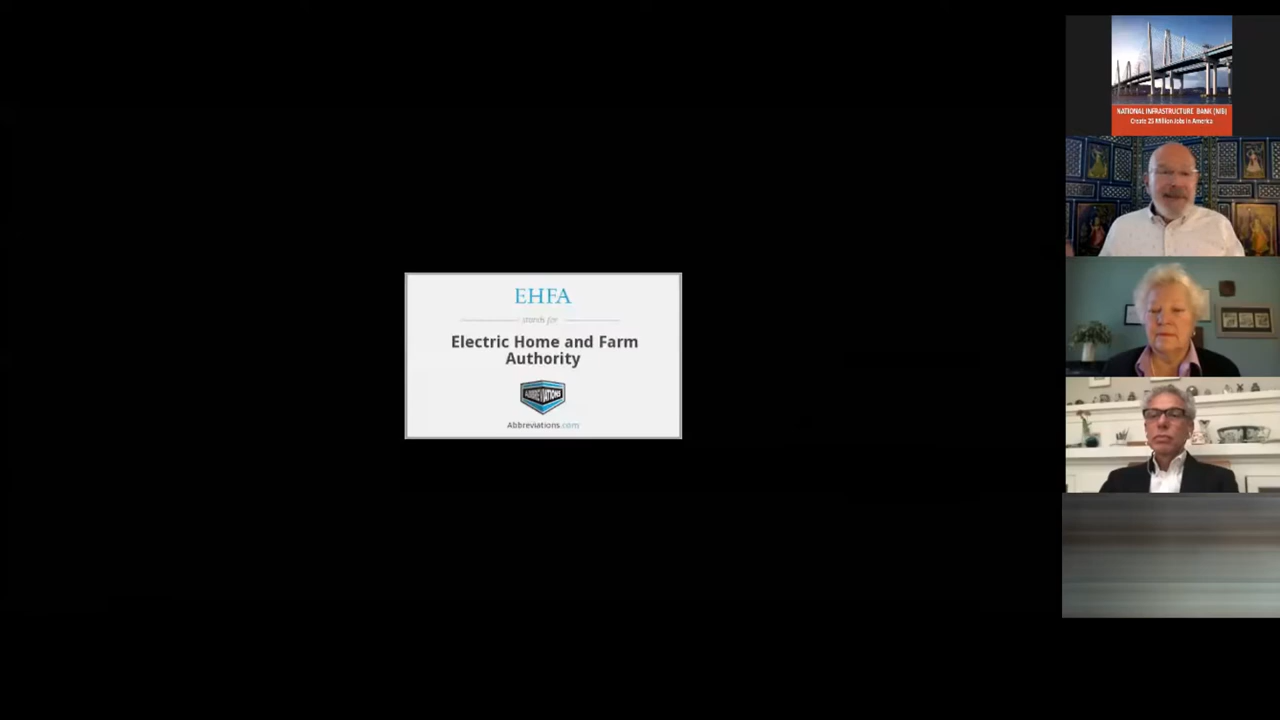 EHFA
stands for
Electric Home and Farm
Authority
ABBREVIATIONS
Abbreviations.com
NATIONAL INFRASTRUCTURE BANK (NIB)
Create 25 Million Jobs in America